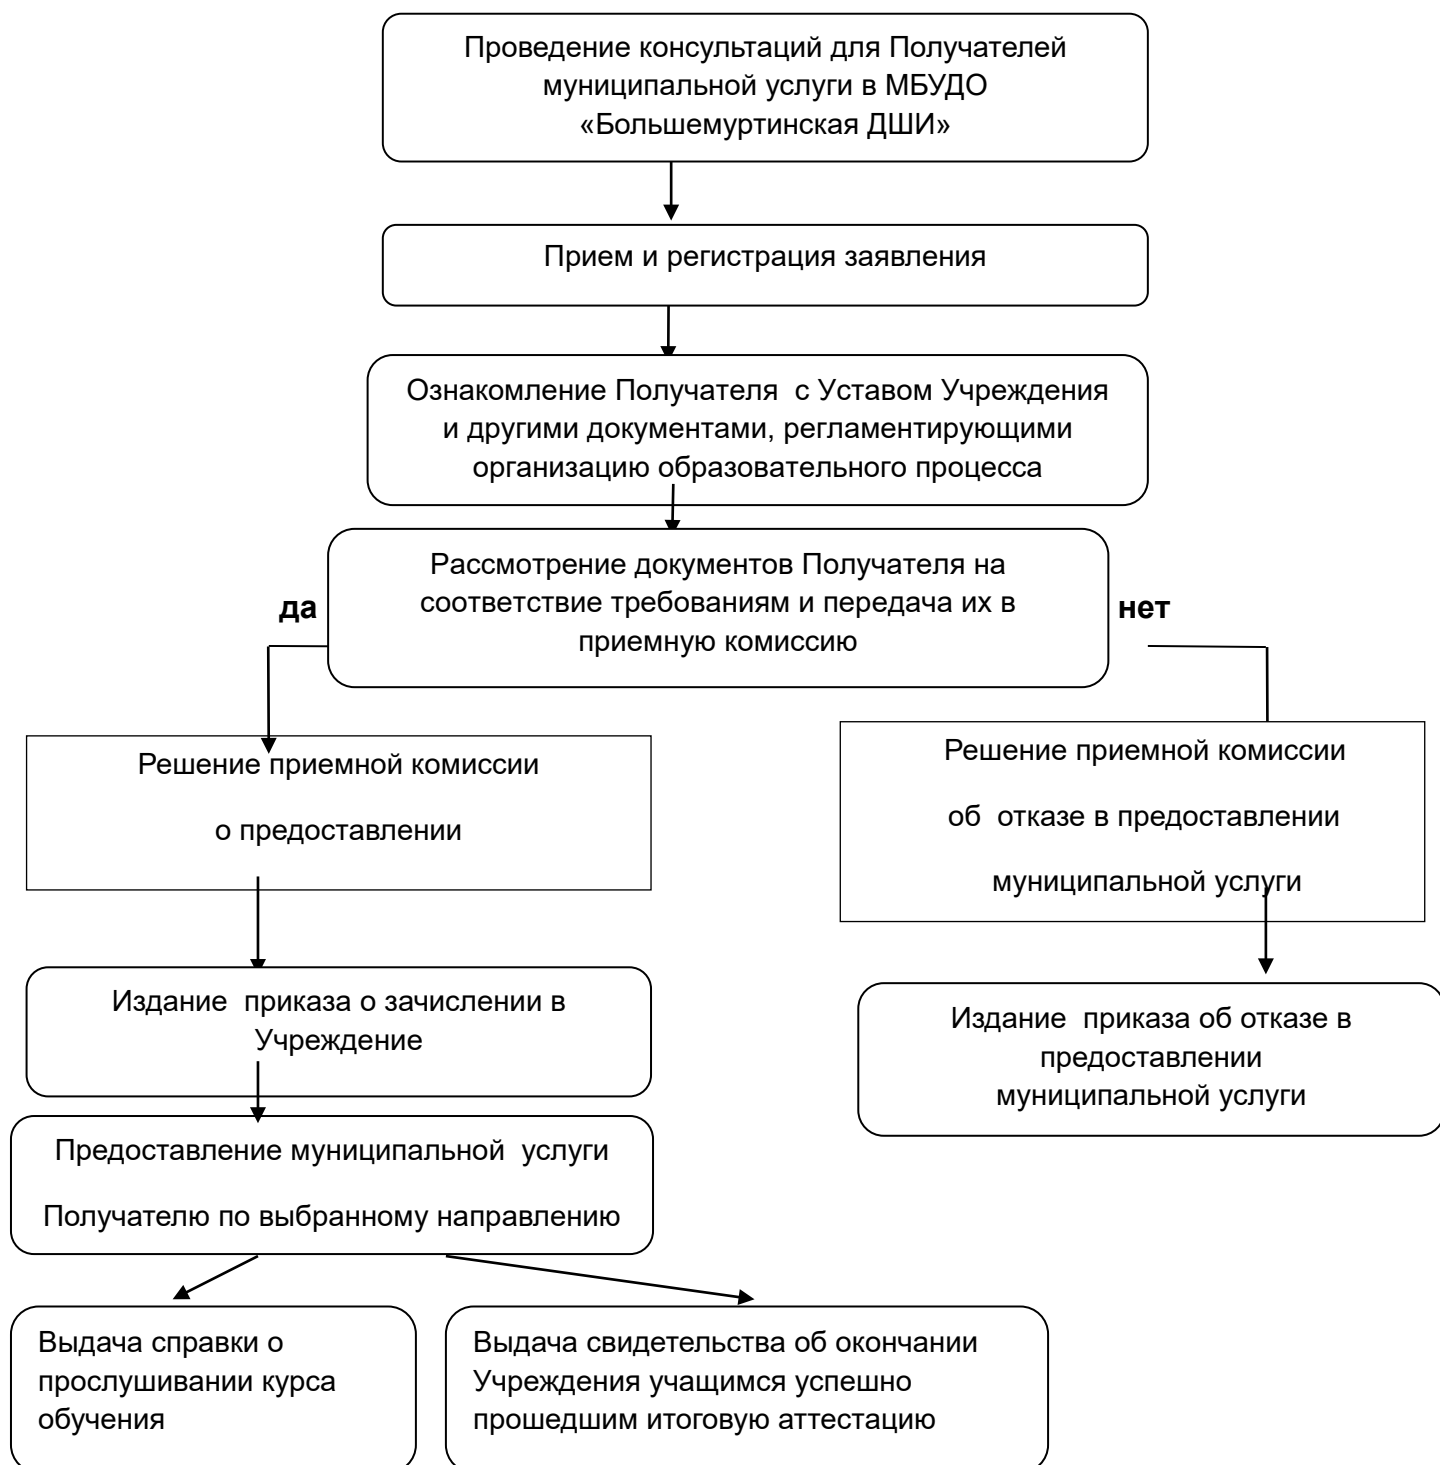 Проведение консультаций для Получателей
муниципальной услуги в МБУДО
«Большемуртинская ДШИ»
Прием и регистрация заявления
Ознакомление Получателя  с Уставом Учреждения
и другими документами, регламентирующими
организацию образовательного процесса
Рассмотрение документов Получателя на
соответствие требованиям и передача их в
приемную комиссию
да
нет
Решение приемной комиссии
о предоставлении
Решение приемной комиссии
об  отказе в предоставлении
муниципальной услуги
Издание  приказа о зачислении в
Учреждение
Издание  приказа об отказе в
предоставлении
муниципальной услуги
Предоставление муниципальной  услуги
Получателю по выбранному направлению
Выдача справки о
прослушивании курса
обучения
Выдача свидетельства об окончании
Учреждения учащимся успешно
прошедшим итоговую аттестацию